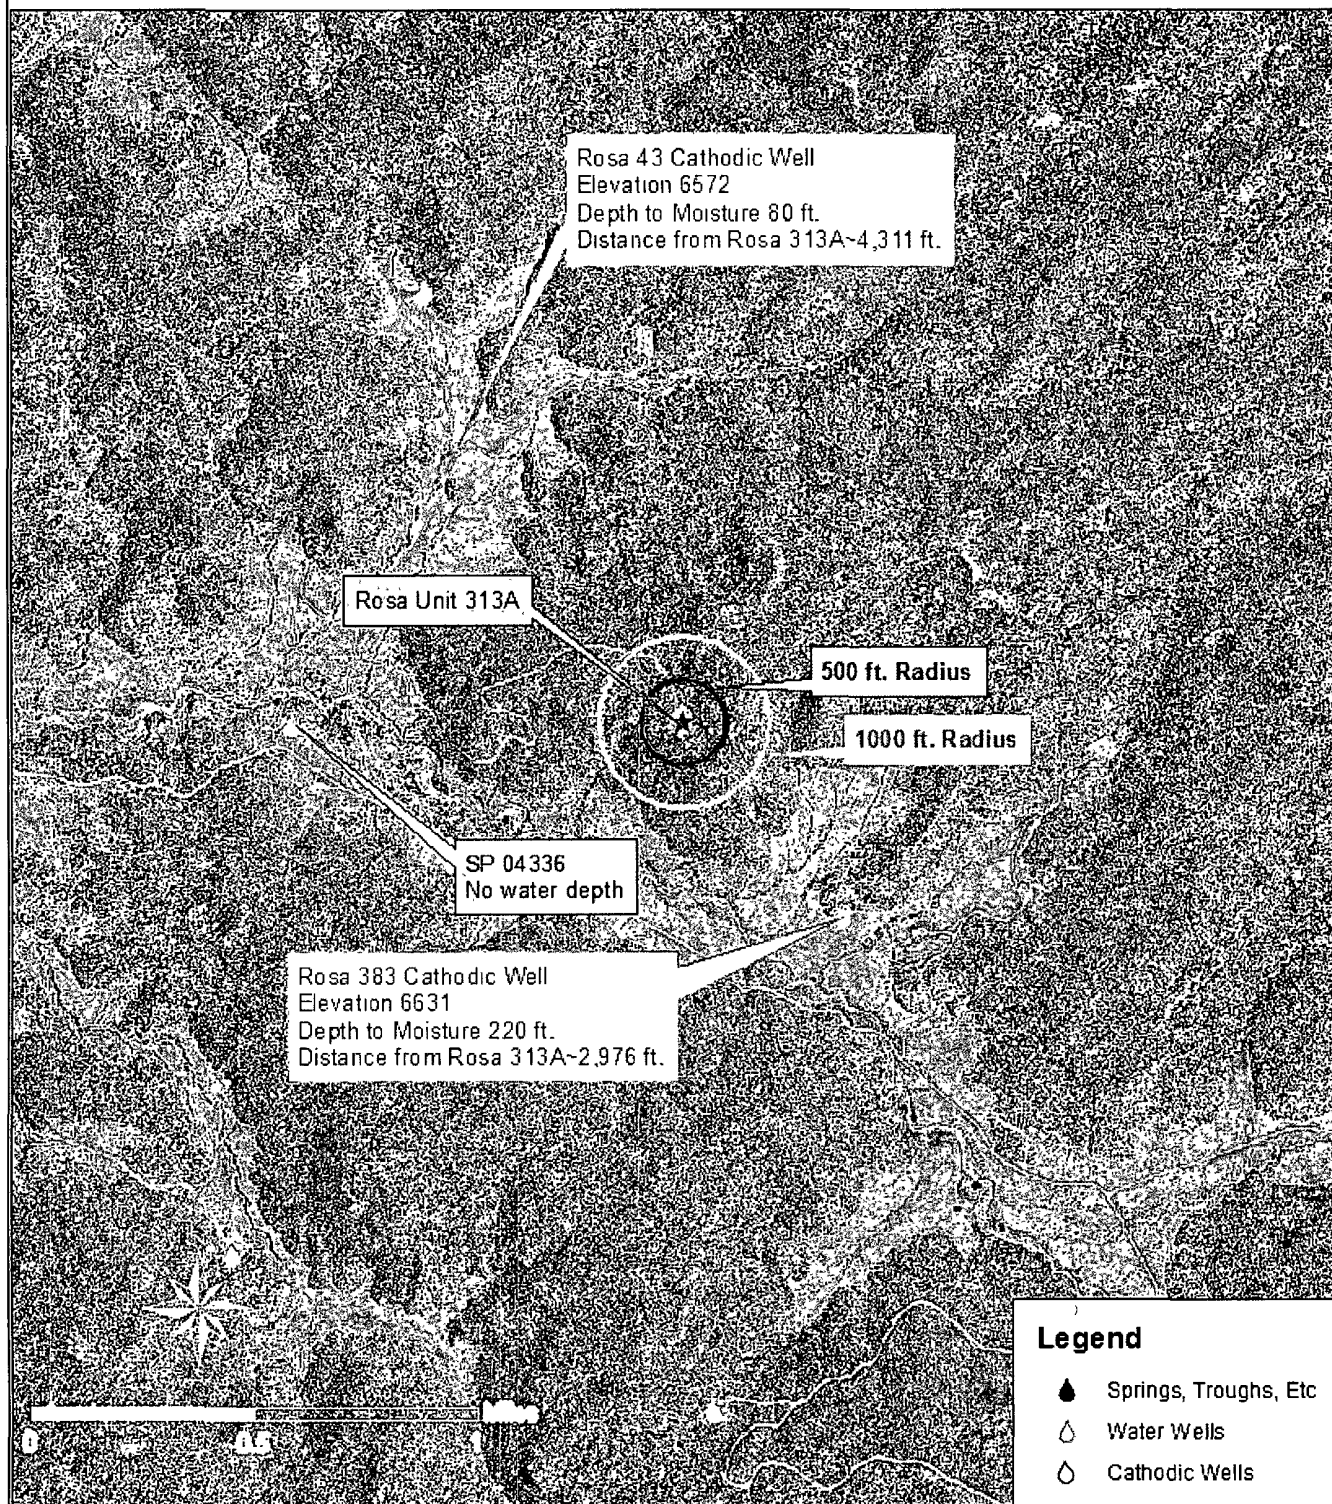 Rosa 43 Cathodic Well
Elevation 6572
Depth to Moisture 80 ft.
Distance from Rosa 313A~4,311 ft.
Rosa Unit 313A
500 ft. Radius
1000 ft. Radius
SP 04336
No water depth
Rosa 383 Cathodic Well
Elevation 6631
Depth to Moisture 220 ft.
Distance from Rosa 313A~2,976 ft.
0
1
Legend
Springs, Troughs, Etc
Water Wells
Cathodic Wells